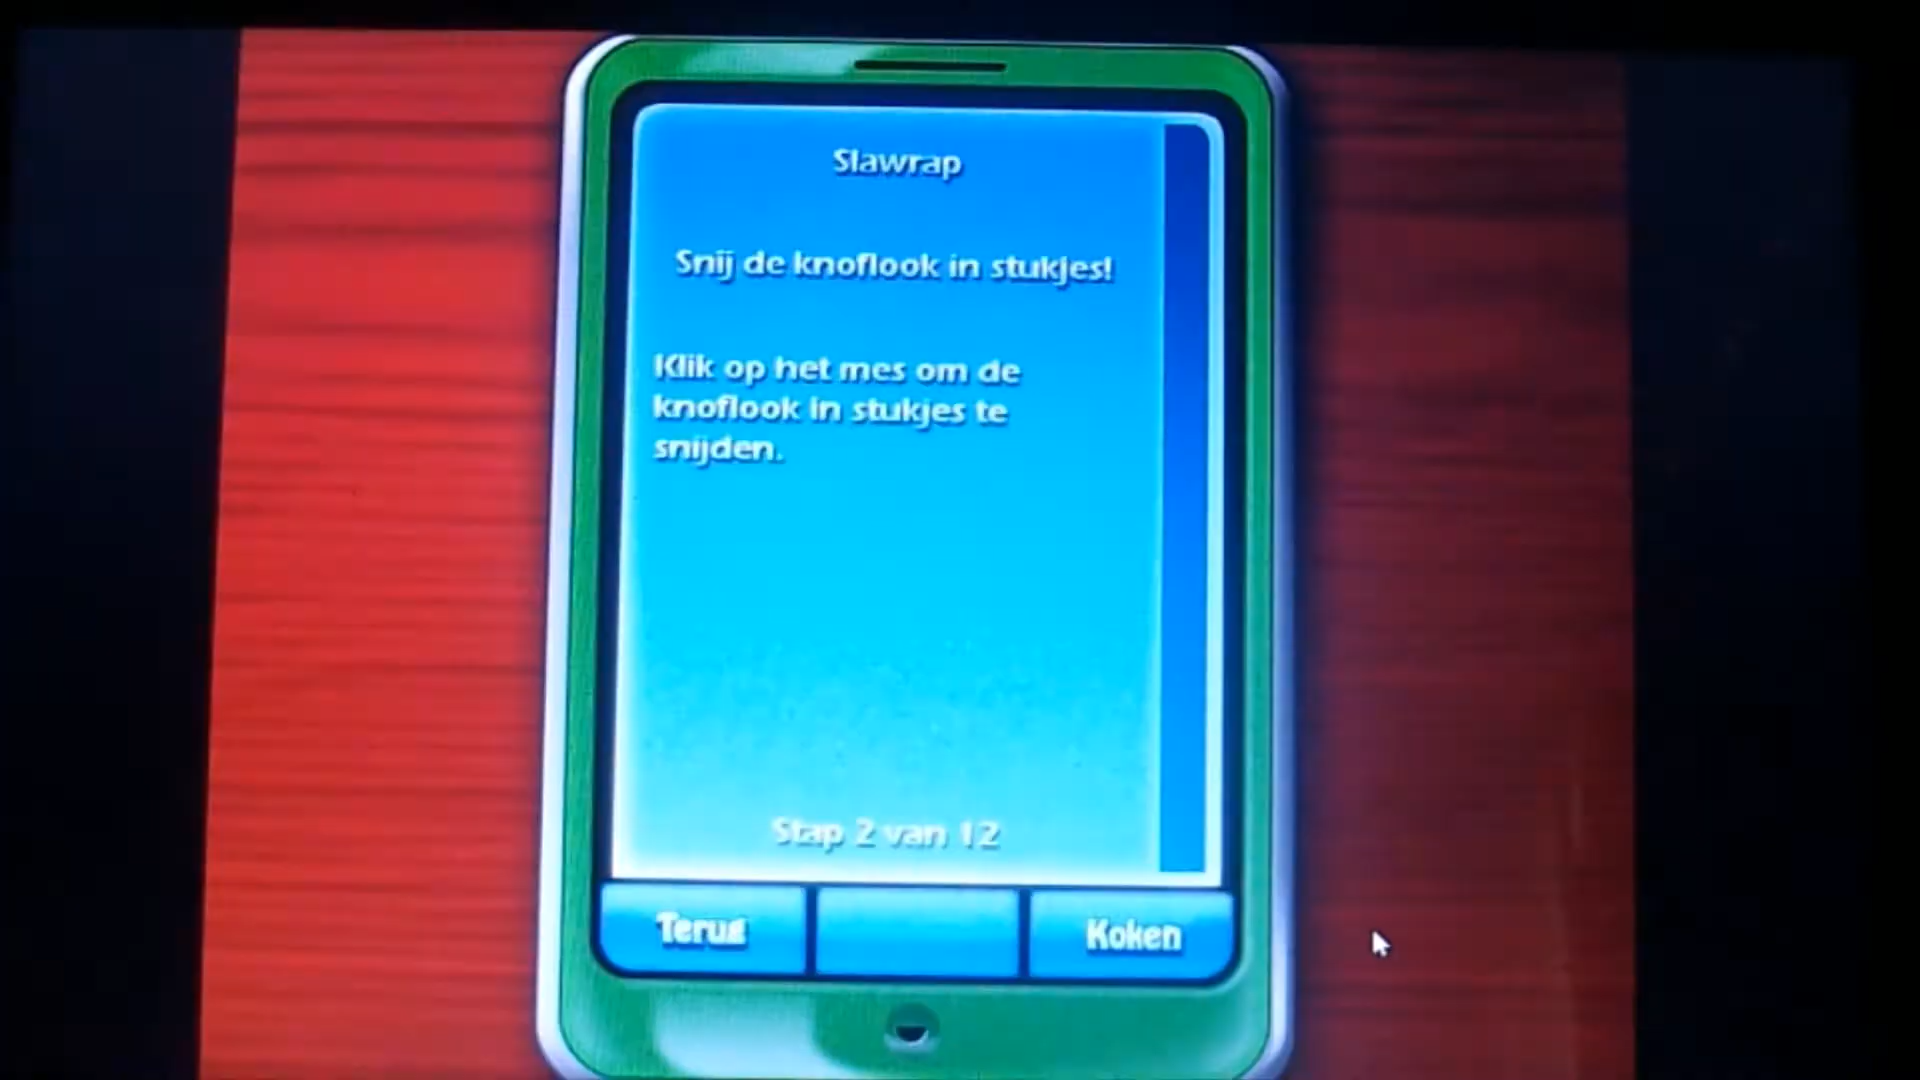 Slawrap
Snij de knoflook in stukjes!
Klik op het mes om de
knoflook in stukjes te
snijden.
Stap 2 van 12
Terug
Koken